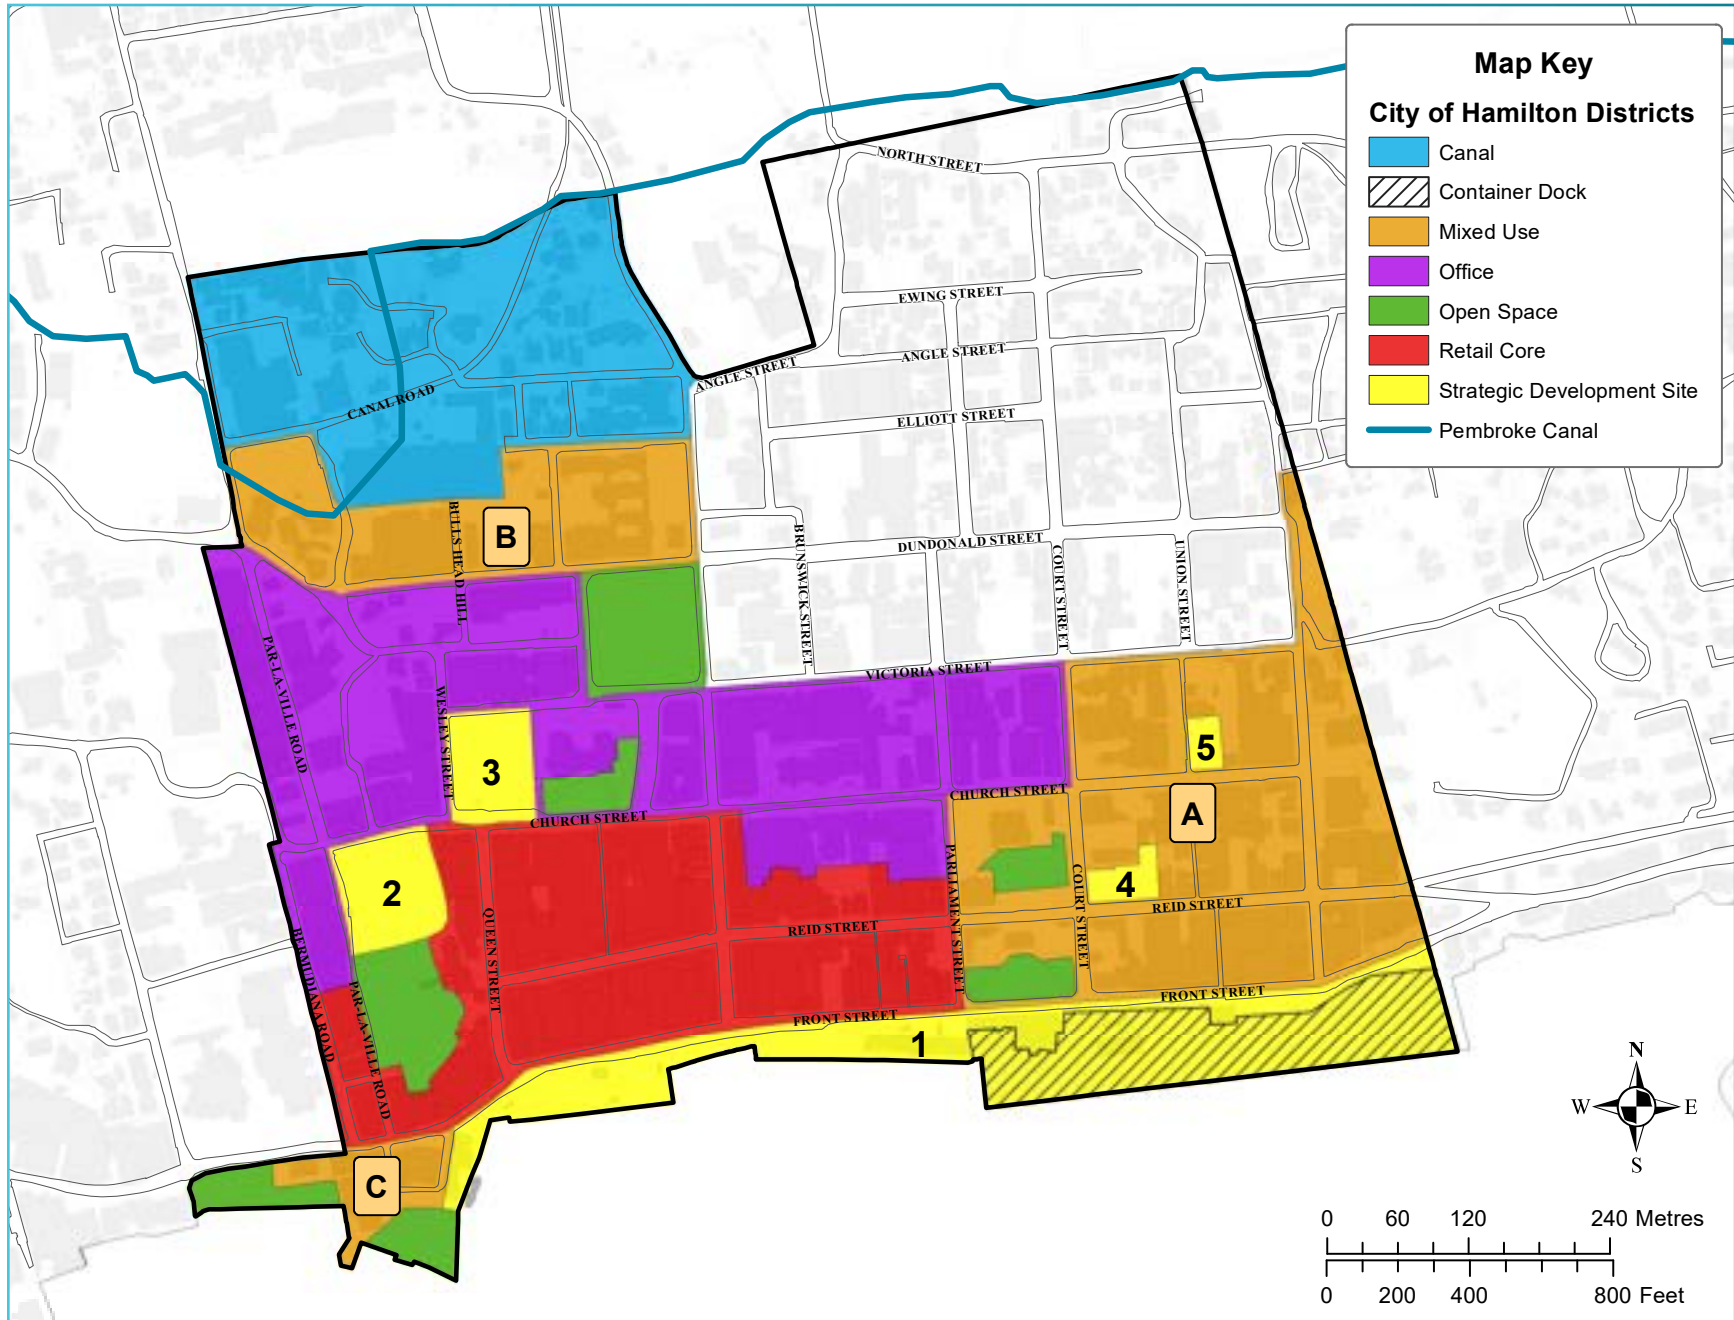 Map Key
City of Hamilton Districts
Canal
Container Dock
Mixed Use
Office
Open Space
Retail Core
Strategic Development Site
Pembroke Canal
NORTH STREET
EWING STREET
ANGLE STREET
ANGLE STREET
CANAL ROAD
ELLIOTT STREET
BULLS HEAD HILL
B
BRUNSWICK STREET
DUNDONALD STREET
COURT STREET
UNION STREET
PAR-LA-VILLE ROAD
WESLEY STREET
VICTORIA STREET
3
5
CHURCH STREET
CHURCH STREET
A
2
4
PARLIAMENT STREET
COURT STREET
REID STREET
REID STREET
QUEEN STREET
BERMUDIANA ROAD
PAR-LA-VILLE ROAD
FRONT STREET
FRONT STREET
1
C
N
W E
S
0 60 120 240 Metres
0 200 400 800 Feet